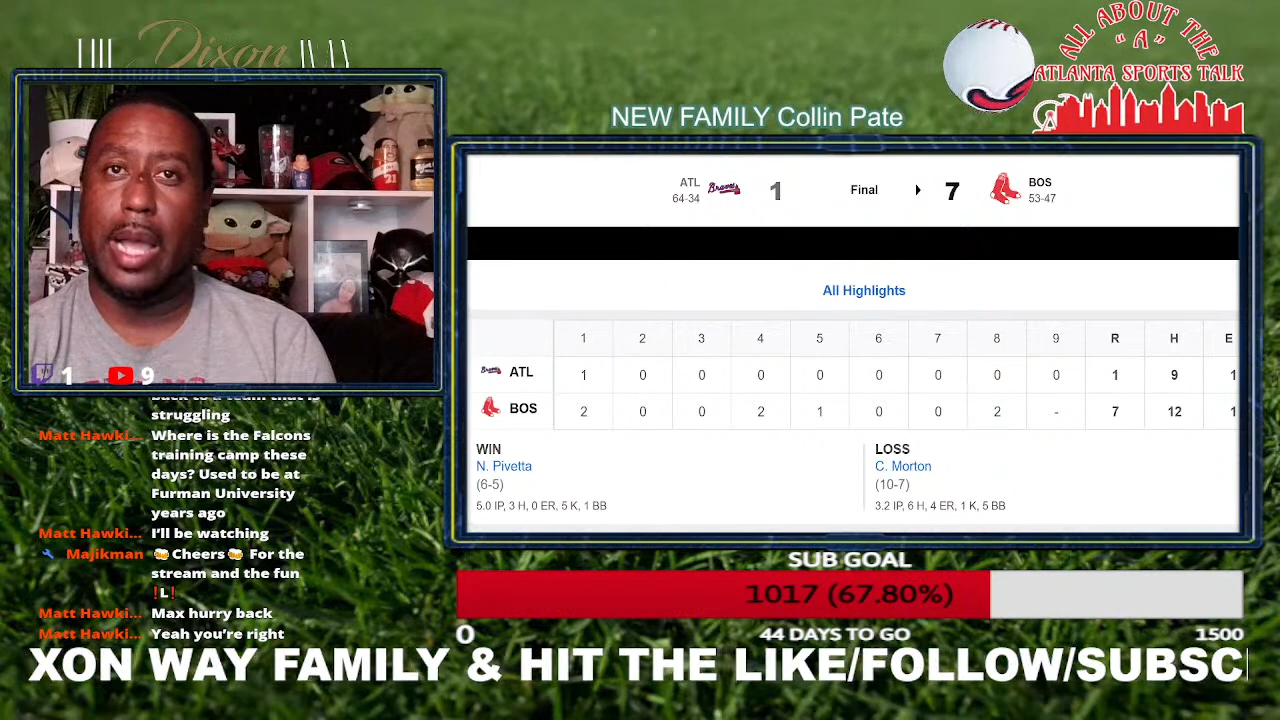 Dixon
ALL ABOUT THE
"A"
ATLANTA SPORTS TALK
NEW FAMILY Collin Pate
ATL
64-34
Braves
1
Final
7
BOS
53-47
All Highlights
1 2 3 4 5 6 7 8 9 R H E
ATL 1 0 0 0 0 0 0 0 0 1 9 1
BOS 2 0 0 2 1 0 0 2 - 7 12 1
WIN
N. Pivetta
(6-5)
5.0 IP, 3 H, 0 ER, 5 K, 1 BB
LOSS
C. Morton
(10-7)
3.2 IP, 6 H, 4 ER, 1 K, 5 BB
1 9
back to a team that is
struggling
Matt Hawki... Where is the Falcons
training camp these
days? Used to be at
Furman University
years ago
Matt Hawki... I'll be watching
Majikman 🍻Cheers🍻 For the
stream and the fun
❗L❗
Matt Hawki... Max hurry back
Matt Hawki... Yeah you're right
SUB GOAL
1017 (67.80%)
0 44 DAYS TO GO 1500
XON WAY FAMILY & HIT THE LIKE/FOLLOW/SUBSC